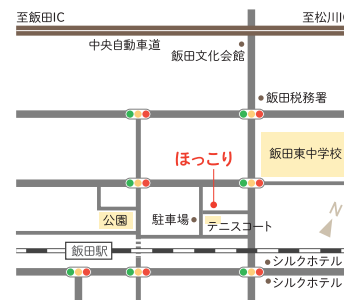 至飯田IC
至松川IC
中央自動車道
飯田文化会館
飯田税務署
飯田東中学校
ほっこり
公園
駐車場
テニスコート
N
飯田駅
シルクホテル
シルクホテル